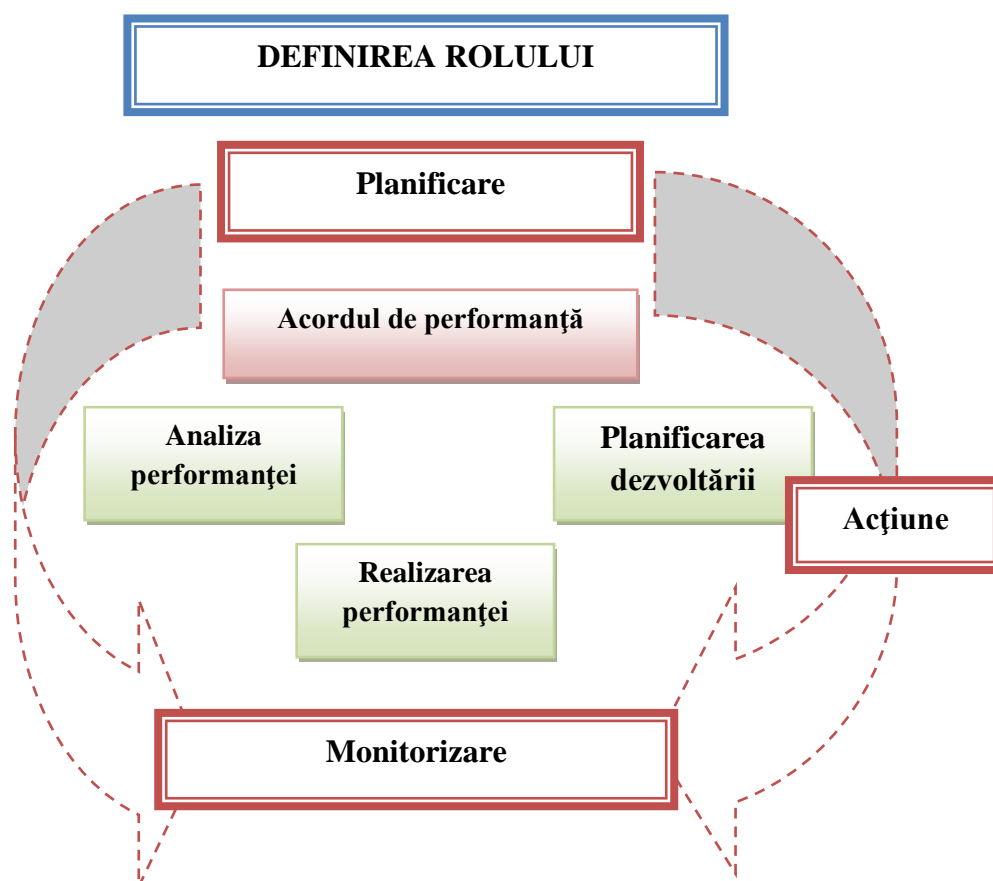 DEFINIREA ROLULUI
Planificare
Acordul de performanţă
Analiza
performanţei
Planificarea
dezvoltării
Acţiune
Realizarea
performanţei
Monitorizare